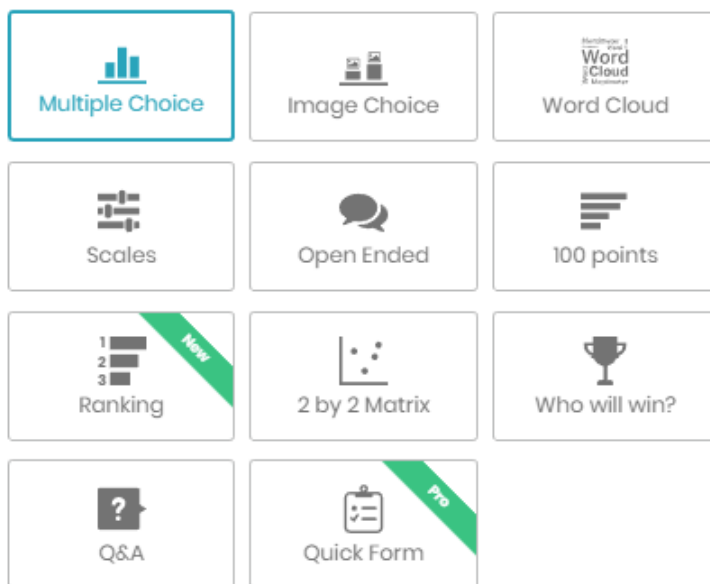 Word
Cloud
Multiple Choice
Image Choice
Word Cloud
Scales
Open Ended
100 points
New
1
2
3
Ranking
2 by 2 Matrix
Who will win?
?
Q&A
Pro
Quick Form